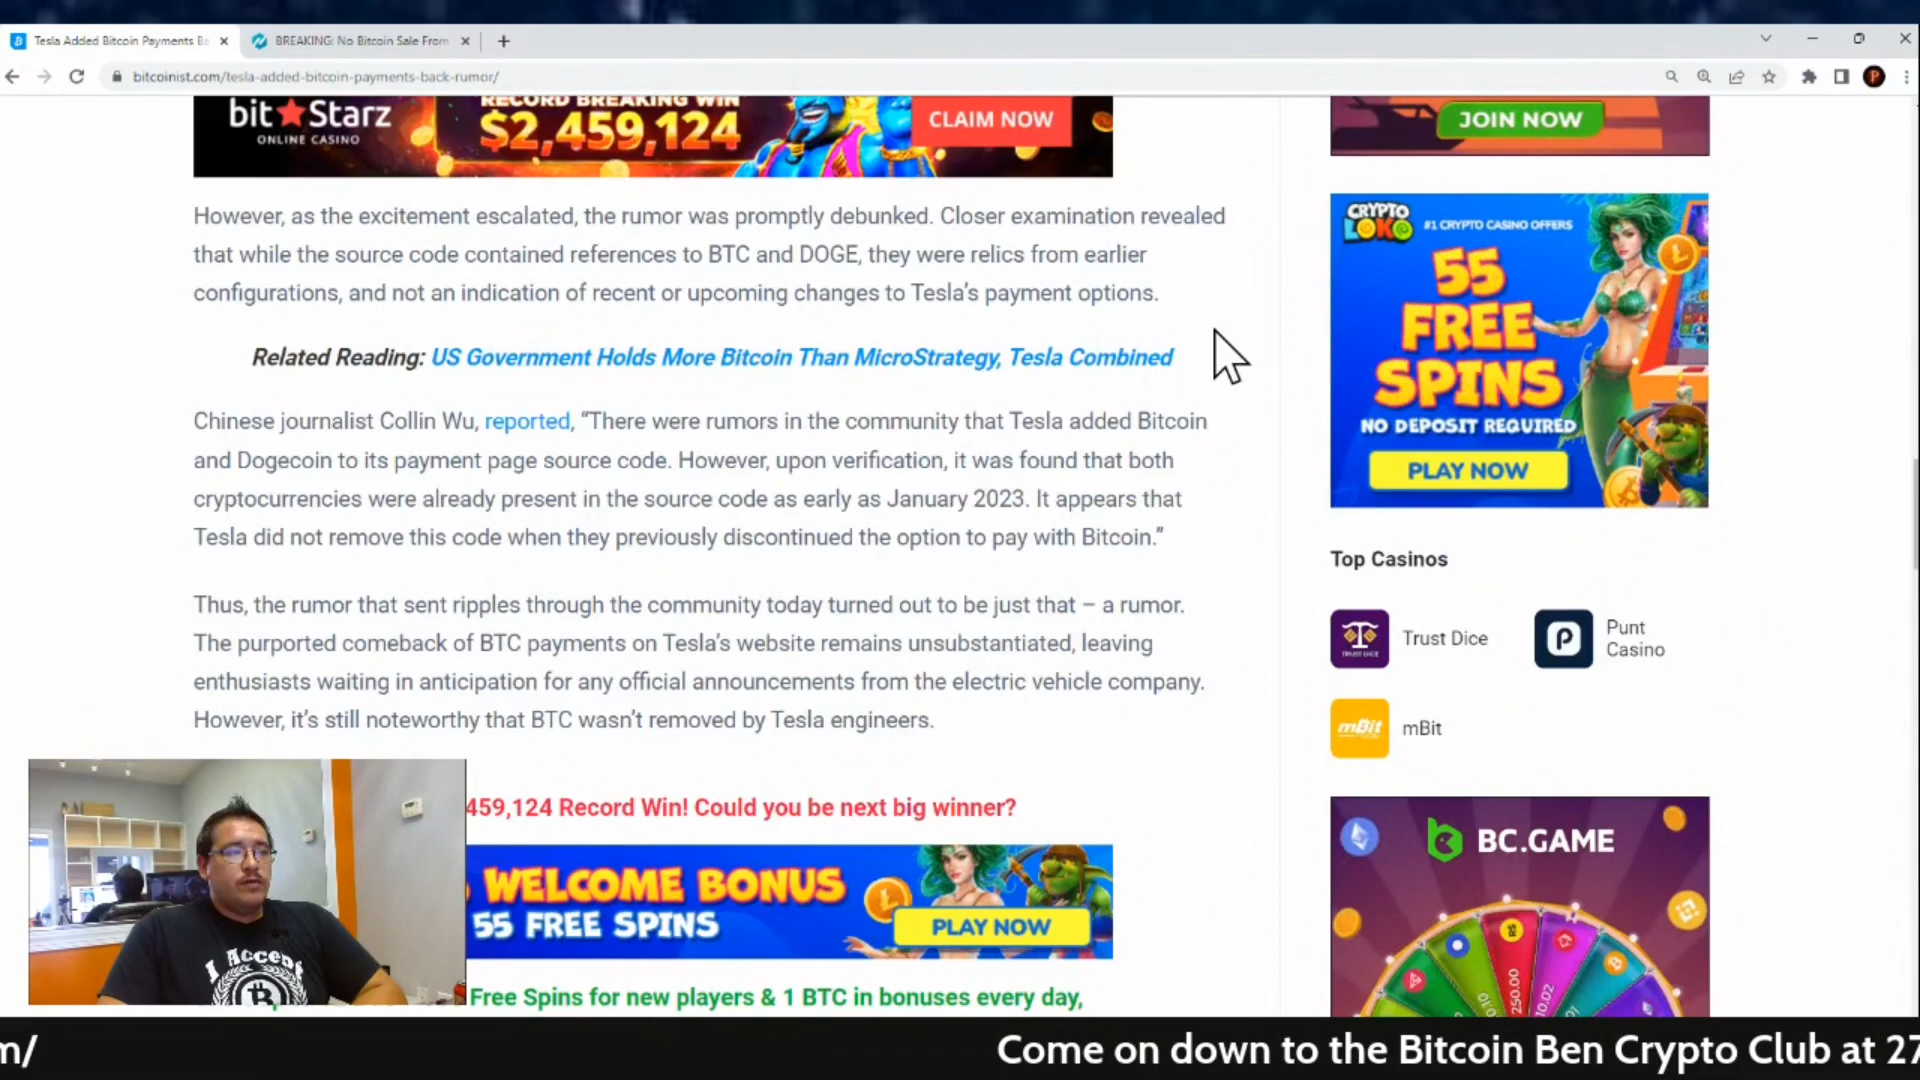 Tesla Added Bitcoin Payments Ba
BREAKING: No Bitcoin Sale From
bitcoinist.com/tesla-added-bitcoin-payments-back-rumor/
bit Starz
ONLINE CASINO
RECORD BREAKING WIN
$2,459,124
CLAIM NOW
JOIN NOW
However, as the excitement escalated, the rumor was promptly debunked. Closer examination revealed
that while the source code contained references to BTC and DOGE, they were relics from earlier
configurations, and not an indication of recent or upcoming changes to Tesla’s payment options.
Related Reading: US Government Holds More Bitcoin Than MicroStrategy, Tesla Combined
Chinese journalist Collin Wu, reported, “There were rumors in the community that Tesla added Bitcoin
and Dogecoin to its payment page source code. However, upon verification, it was found that both
cryptocurrencies were already present in the source code as early as January 2023. It appears that
Tesla did not remove this code when they previously discontinued the option to pay with Bitcoin.”
Thus, the rumor that sent ripples through the community today turned out to be just that – a rumor.
The purported comeback of BTC payments on Tesla’s website remains unsubstantiated, leaving
enthusiasts waiting in anticipation for any official announcements from the electric vehicle company.
However, it’s still noteworthy that BTC wasn’t removed by Tesla engineers.
459,124 Record Win! Could you be next big winner?
WELCOME BONUS
55 FREE SPINS
PLAY NOW
Free Spins for new players & 1 BTC in bonuses every day,
CRYPTO
LOKO
#1 CRYPTO CASINO OFFERS
55
FREE
SPINS
NO DEPOSIT REQUIRED
PLAY NOW
Top Casinos
TRUST DICE
Trust Dice
Punt
Casino
mBit
mBit
BC.GAME
250.00
I Accept
m/
Come on down to the Bitcoin Ben Crypto Club at 27